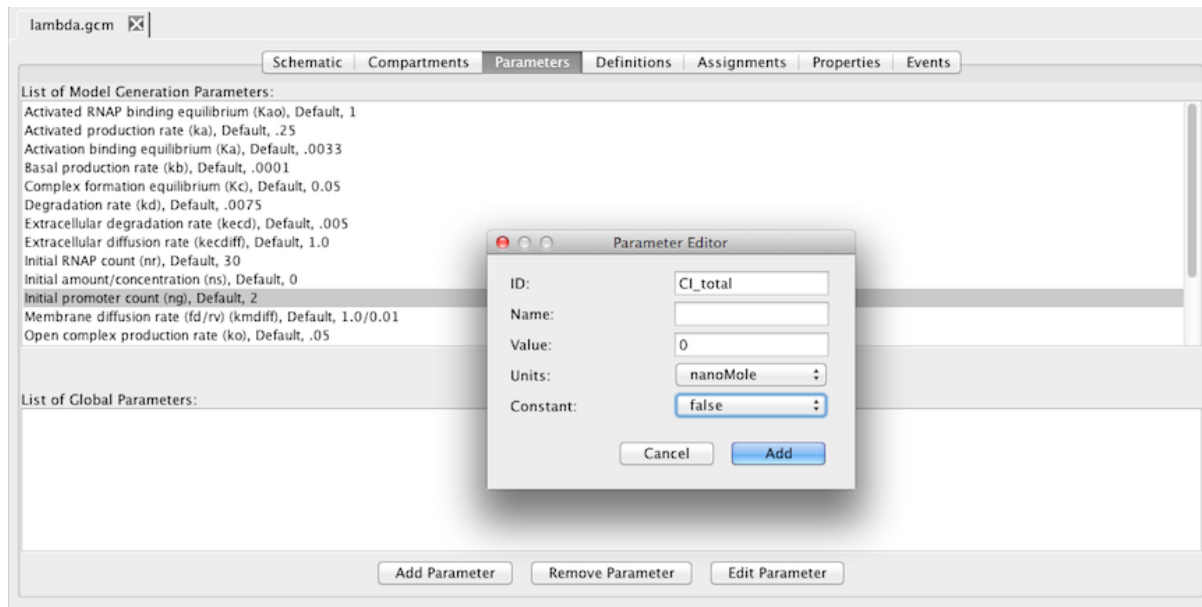 lambda.gcm
Schematic Compartments Parameters Definitions Assignments Properties Events
List of Model Generation Parameters:
Activated RNAP binding equilibrium (Kao), Default, 1
Activated production rate (ka), Default, .25
Activation binding equilibrium (Ka), Default, .0033
Basal production rate (kb), Default, .0001
Complex formation equilibrium (Kc), Default, 0.05
Degradation rate (kd), Default, .0075
Extracellular degradation rate (kecd), Default, .005
Extracellular diffusion rate (kecdiff), Default, 1.0
Initial RNAP count (nr), Default, 30
Initial amount/concentration (ns), Default, 0
Initial promoter count (ng), Default, 2
Membrane diffusion rate (fd/rv) (kmdiff), Default, 1.0/0.01
Open complex production rate (ko), Default, .05
Parameter Editor
ID: CI_total
Name:
Value: 0
Units: nanoMole
Constant: false
Cancel Add
List of Global Parameters:
Add Parameter Remove Parameter Edit Parameter